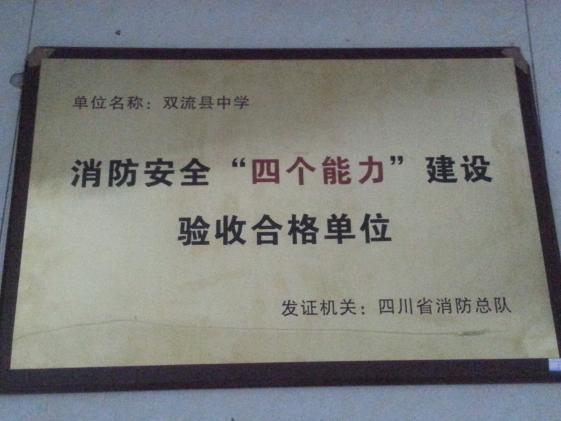 单位名称：双流县中学
消防安全“四个能力”建设
验收合格单位
发证机关：四川省消防总队